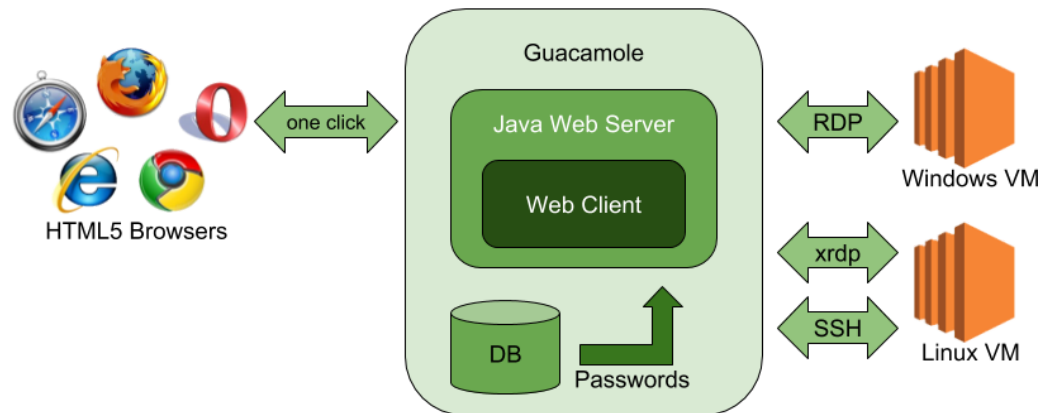 Guacamole
one click
Java Web Server
Web Client
RDP
Windows VM
HTML5 Browsers
xrdp
SSH
Linux VM
DB
Passwords